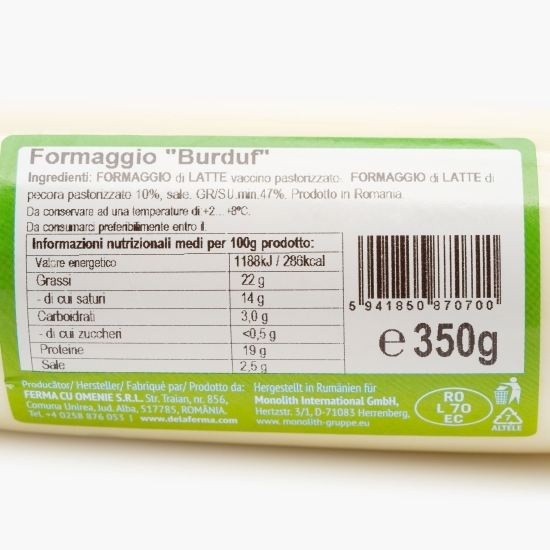 Formaggio "Burduf"
Ingredienti: FORMAGGIO di LATTE vaccino pastorizzato. FORMAGGIO di LATTE di
pecora pastorizzato 10%, sale. GR/SU.min.47%. Prodotto in Romania.
Da conservare ad una temperature di +2... +8°C.
Da consumarci preferibilmente entro il:
Informazioni nutrizionali medi per 100g prodotto:
Valore energetico 1188kJ / 286kcal
Grassi 22 g
- di cui saturi 14 g
Carboidrati 3,0 g
- di cui zuccheri <0,5 g
Proteine 19 g
Sale 2,5 g
5 941850 870700
e 350g
Producător/ Hersteller/ Fabriqué par/ Prodotto da:
FERMA CU OMENIE S.R.L. Str. Traian, nr. 856,
Comuna Unirea, Jud. Alba, 517785, ROMÂNIA.
Tel. +4 0258 876 053 | www.delaferma.com
Hergestellt in Rumänien für
Monolith International GmbH,
Hertzstr. 3/1, D-71083 Herrenberg,
www.monolith-gruppe.eu
RO
L 70
EC
7
ALTELE